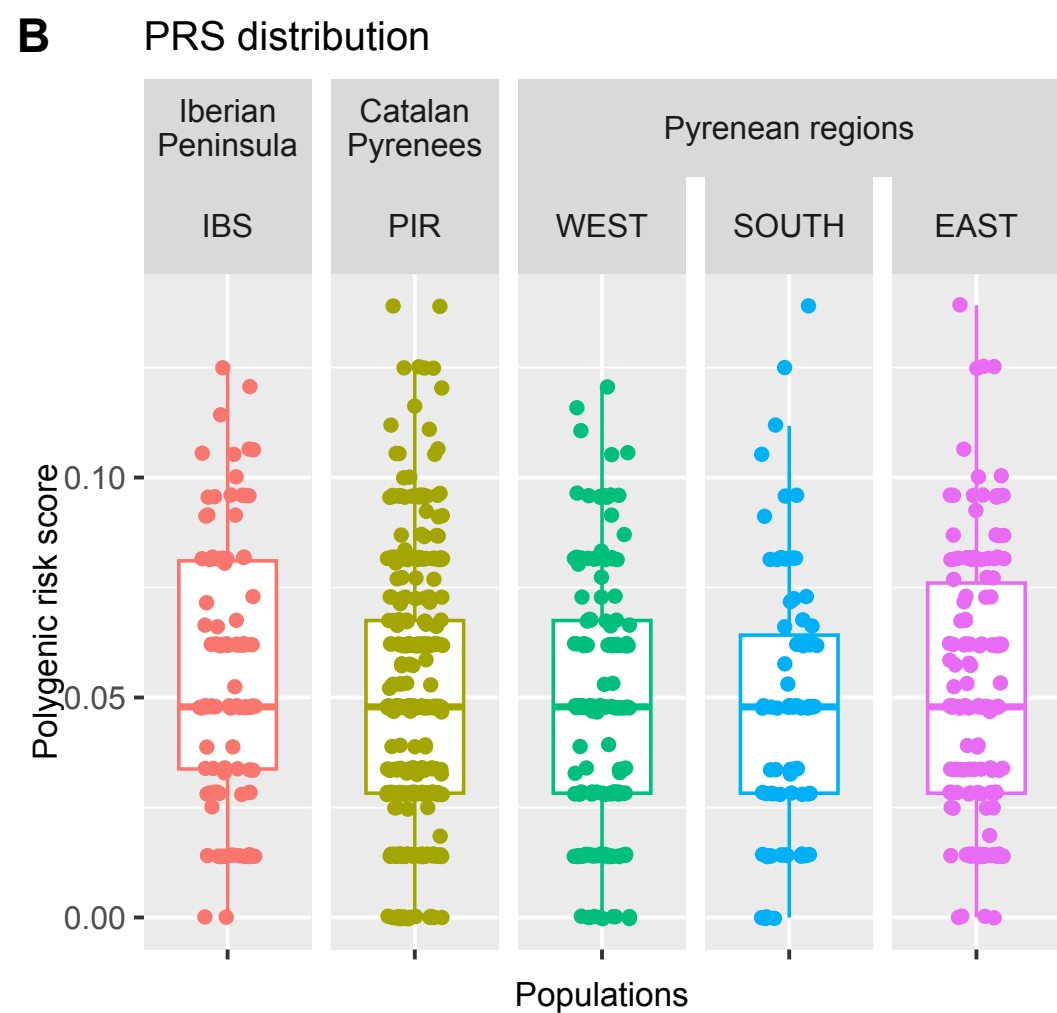 B PRS distribution
Iberian
Peninsula
Catalan
Pyrenees
Pyrenean regions
IBS
PIR
WEST
SOUTH
EAST
Polygenic risk score
0.10
0.05
0.00
Populations